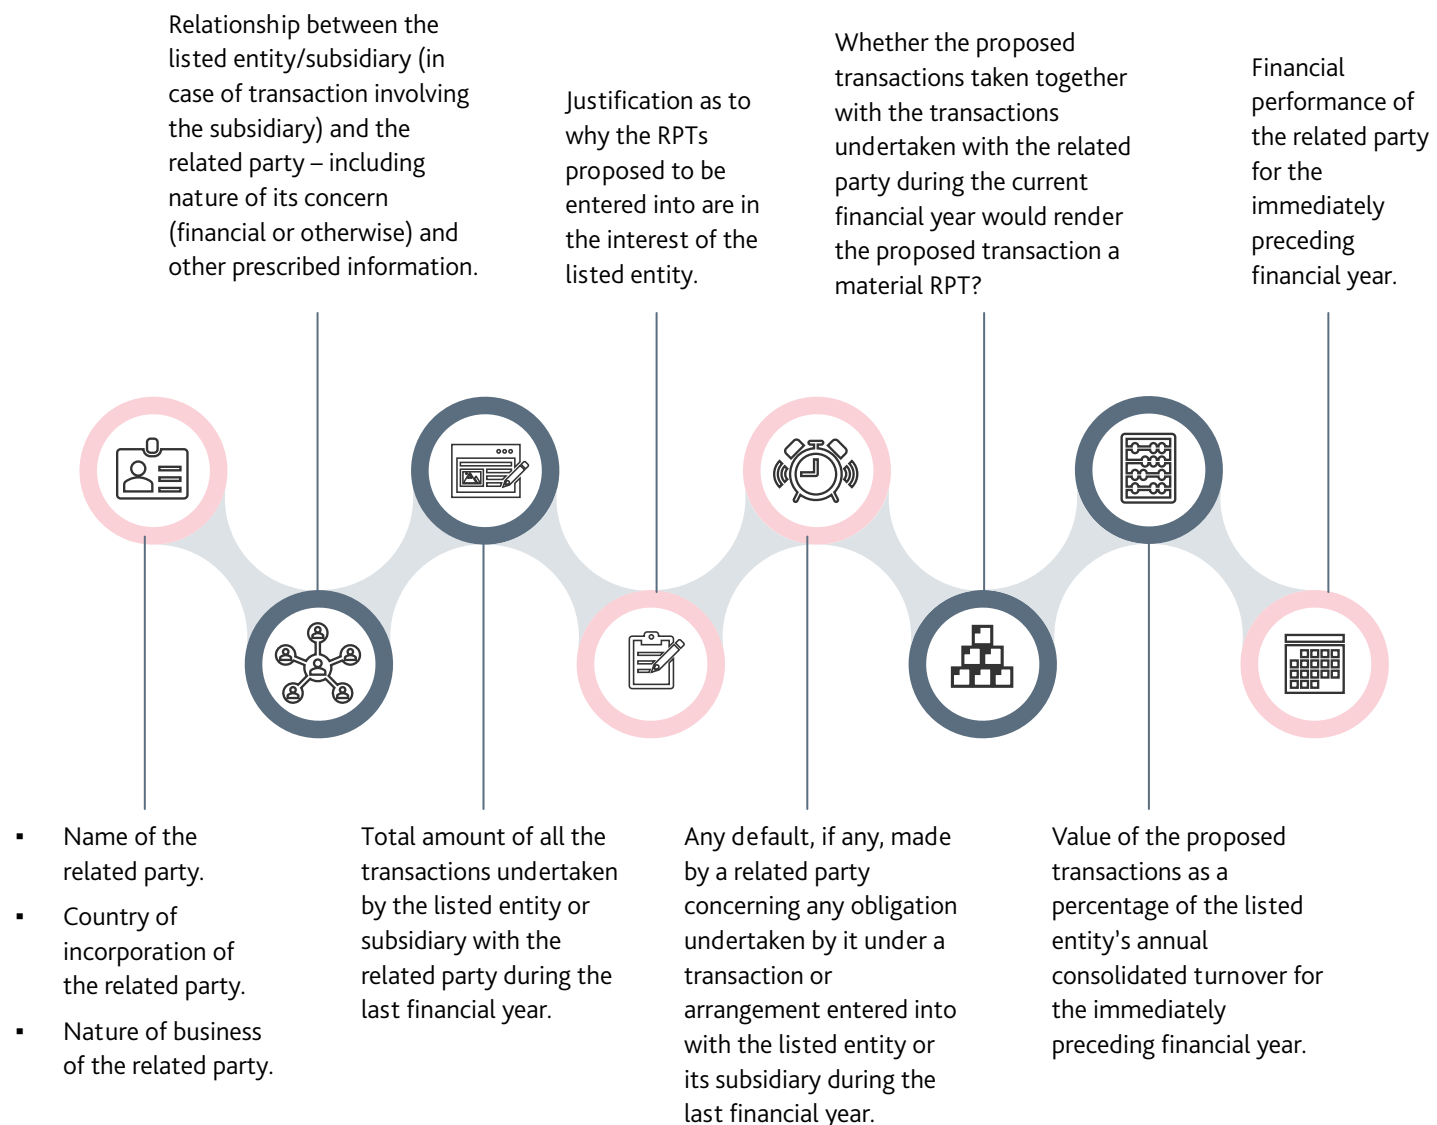 Relationship between the
listed entity/subsidiary (in
case of transaction involving
the subsidiary) and the
related party – including
nature of its concern
(financial or otherwise) and
other prescribed information.
Justification as to
why the RPTs
proposed to be
entered into are in
the interest of the
listed entity.
Whether the proposed
transactions taken together
with the transactions
undertaken with the related
party during the current
financial year would render
the proposed transaction a
material RPT?
Financial
performance of
the related party
for the
immediately
preceding
financial year.
▪ Name of the
related party.
▪ Country of
incorporation of
the related party.
▪ Nature of business
of the related party.
Total amount of all the
transactions undertaken
by the listed entity or
subsidiary with the
related party during the
last financial year.
Any default, if any, made
by a related party
concerning any obligation
undertaken by it under a
transaction or
arrangement entered into
with the listed entity or
its subsidiary during the
last financial year.
Value of the proposed
transactions as a
percentage of the listed
entity’s annual
consolidated turnover for
the immediately
preceding financial year.